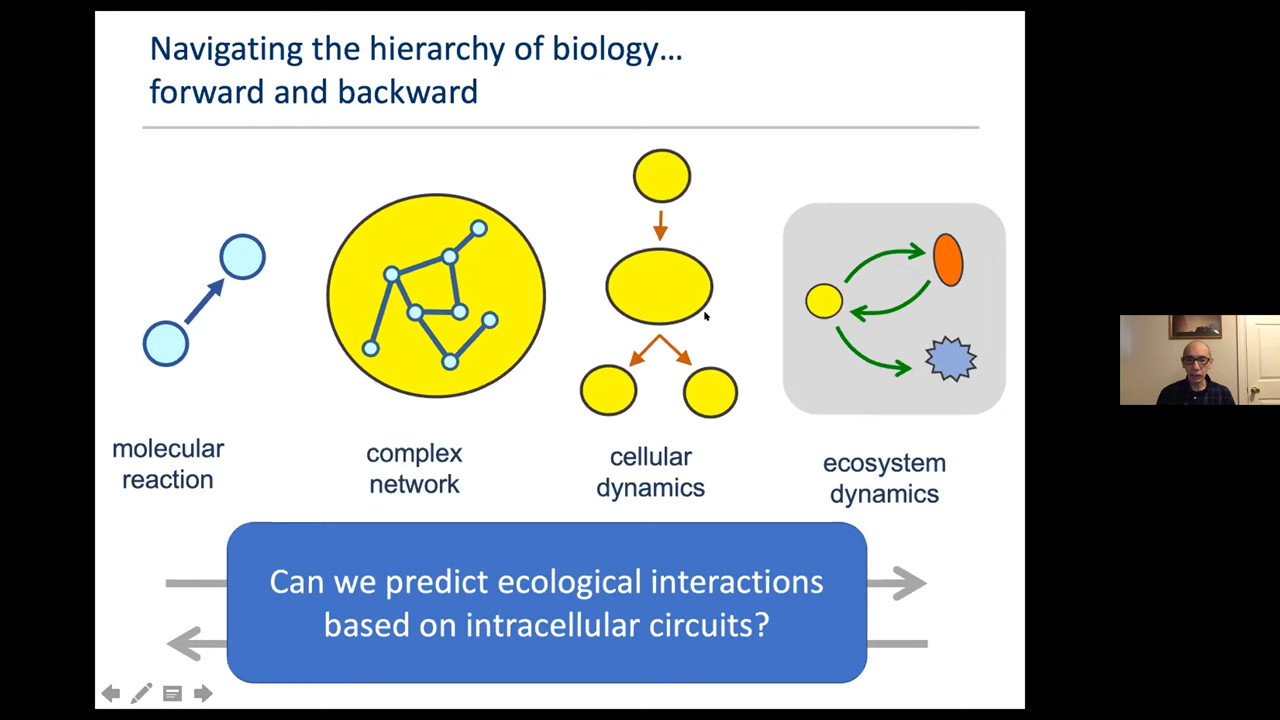 Navigating the hierarchy of biology…
forward and backward
molecular
reaction
complex
network
cellular
dynamics
ecosystem
dynamics
Can we predict ecological interactions
based on intracellular circuits?